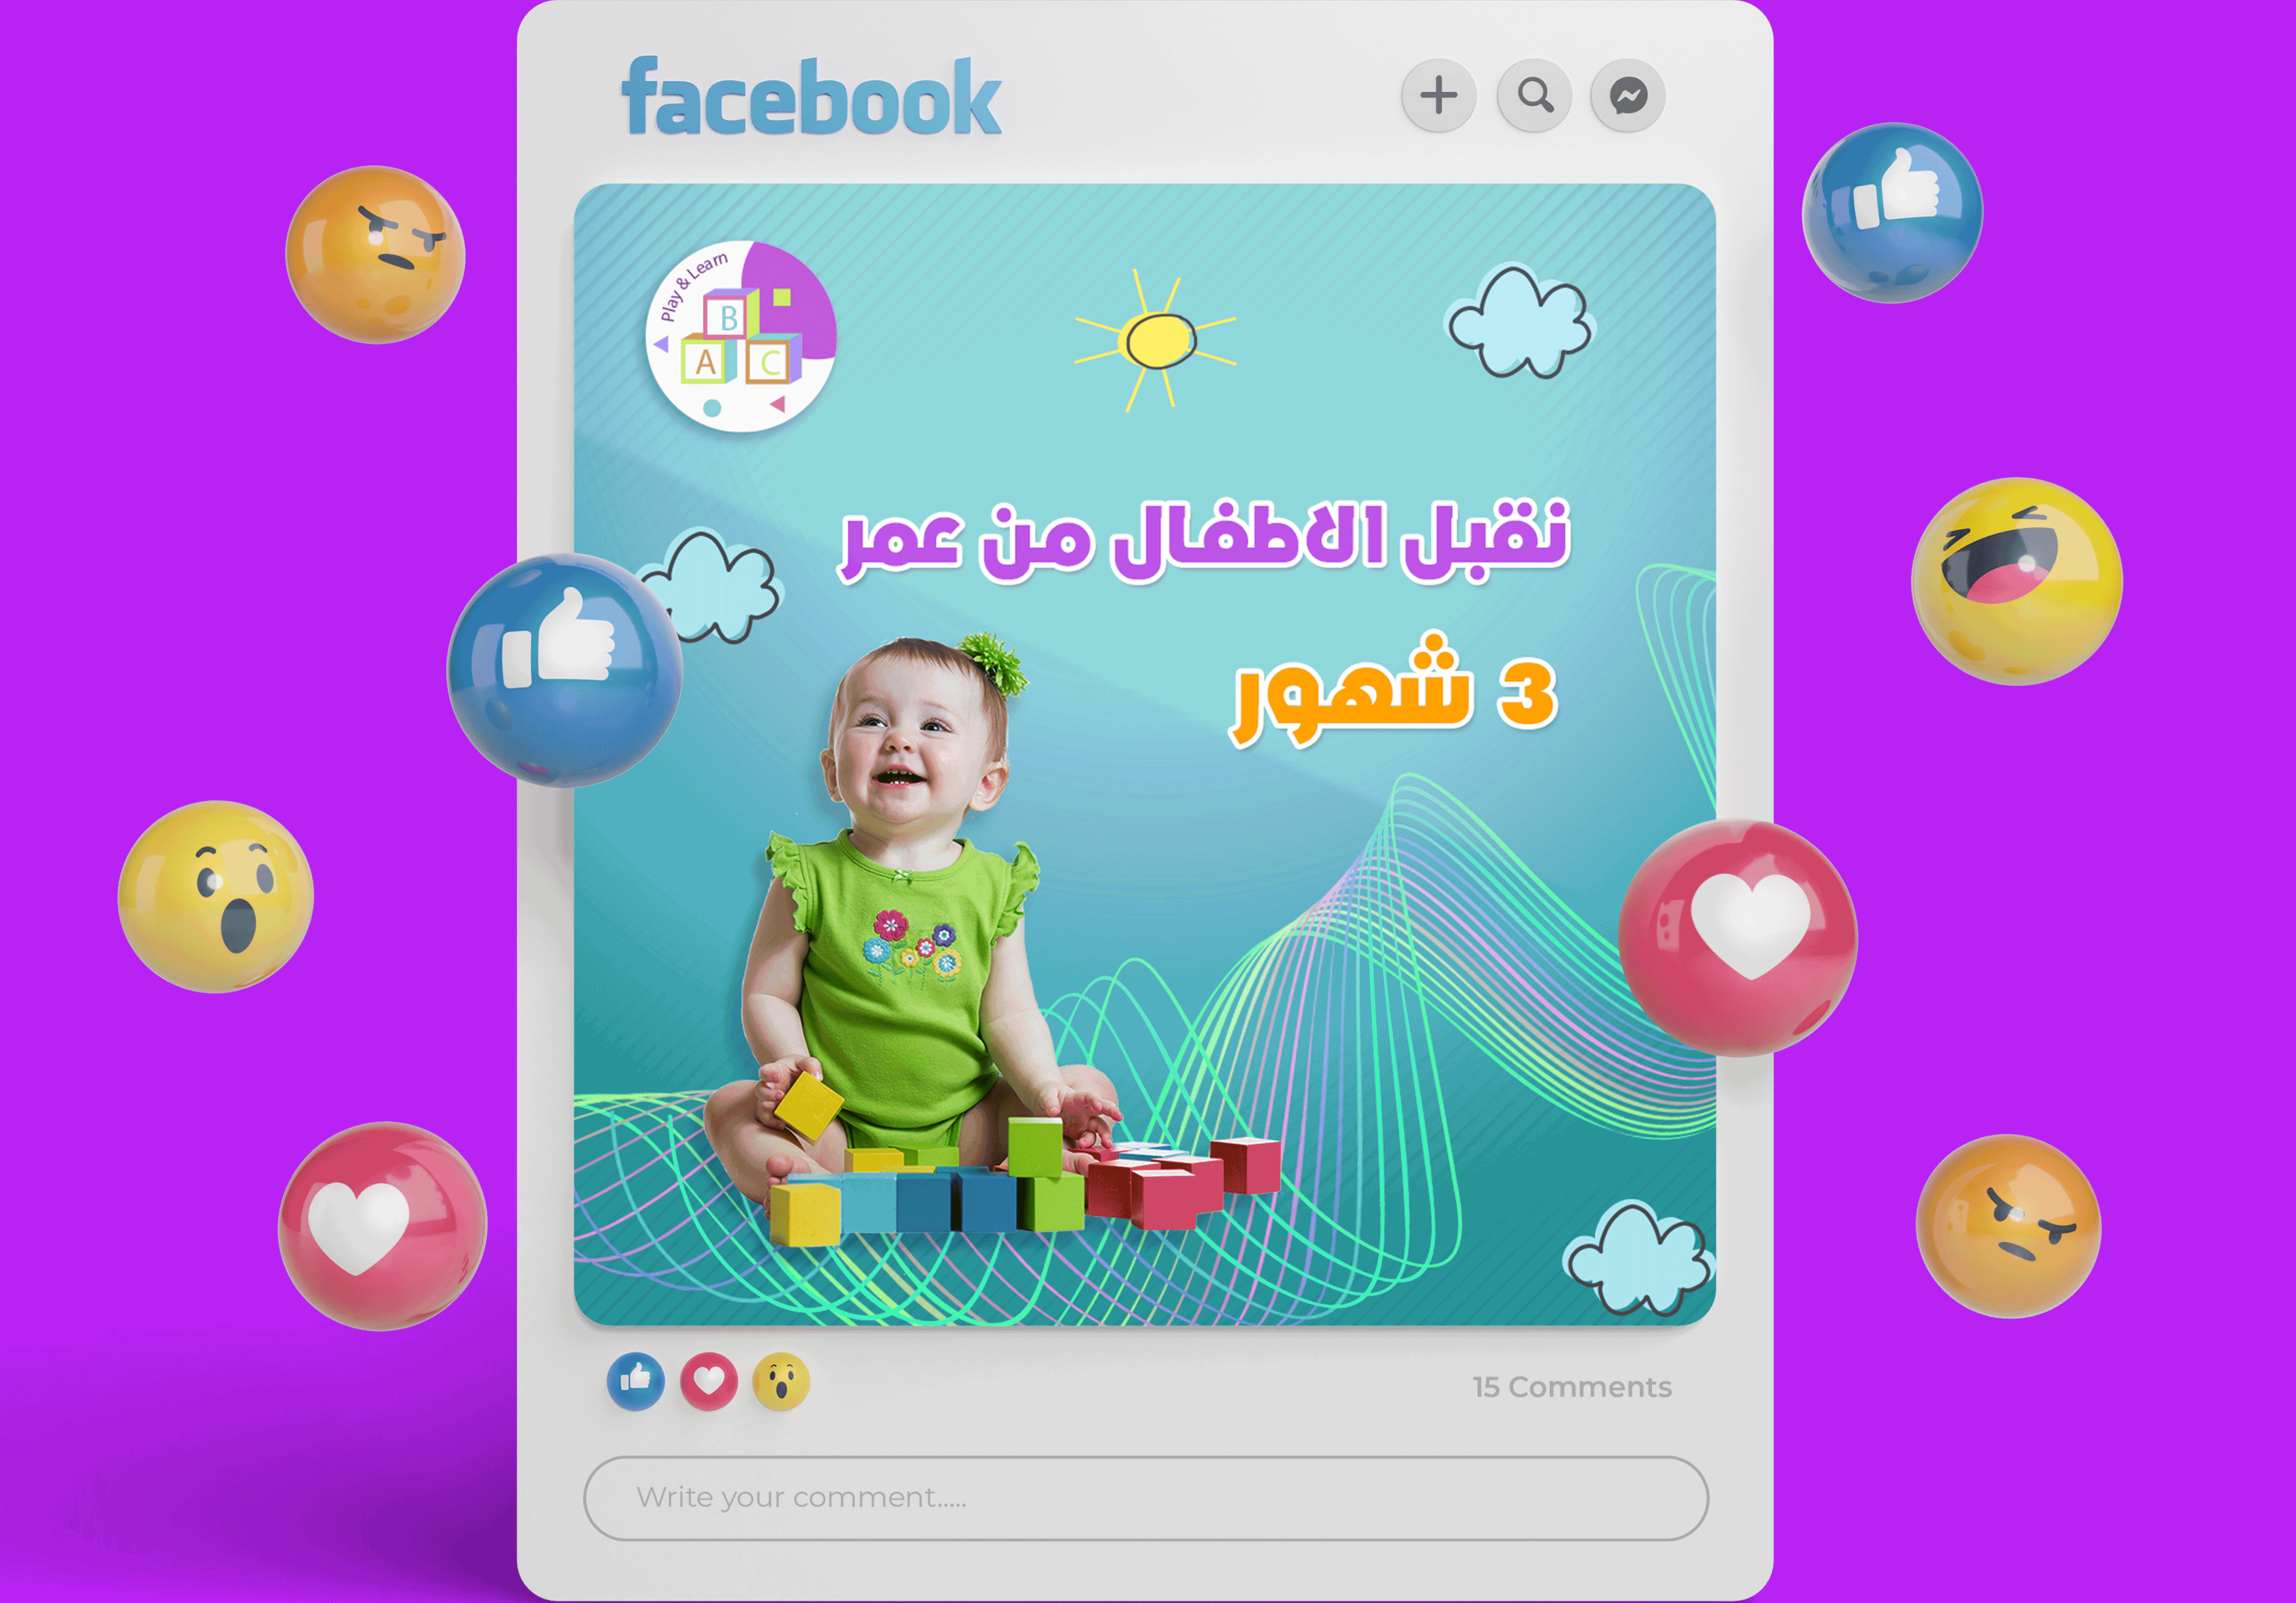 facebook
Play & Learn
B
A C
نقبل الاطفال من عمر
3 شهور
15 Comments
Write your comment.....